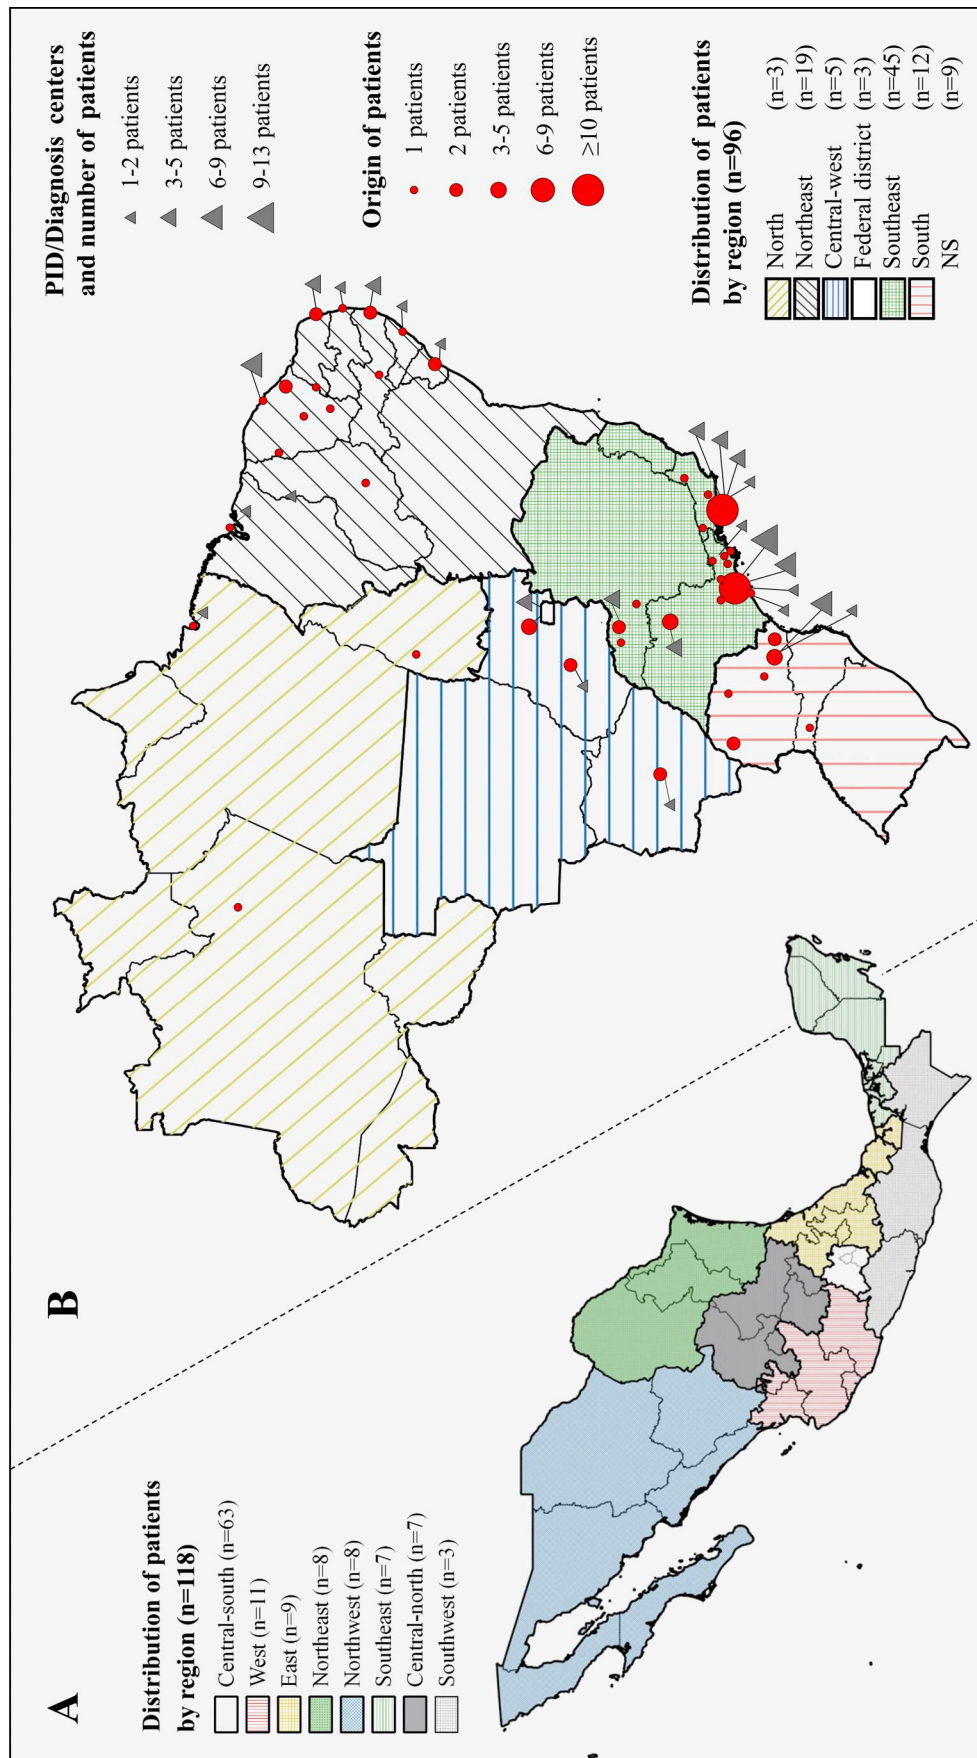 A
Distribution of patients
by region (n=118)
Central-south (n=63)
West (n=11)
East (n=9)
Northeast (n=8)
Northwest (n=8)
Southeast (n=7)
Central-north (n=7)
Southwest (n=3)
B
PID/Diagnosis centers
and number of patients
1-2 patients
3-5 patients
6-9 patients
9-13 patients
Origin of patients
1 patients
2 patients
3-5 patients
6-9 patients
≥10 patients
Distribution of patients
by region (n=96)
North (n=3)
Northeast (n=19)
Central-west (n=5)
Federal district (n=3)
Southeast (n=45)
South (n=12)
NS (n=9)